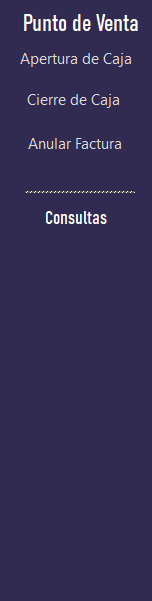 Punto de Venta
Apertura de Caja
Cierre de Caja
Anular Factura
Consultas